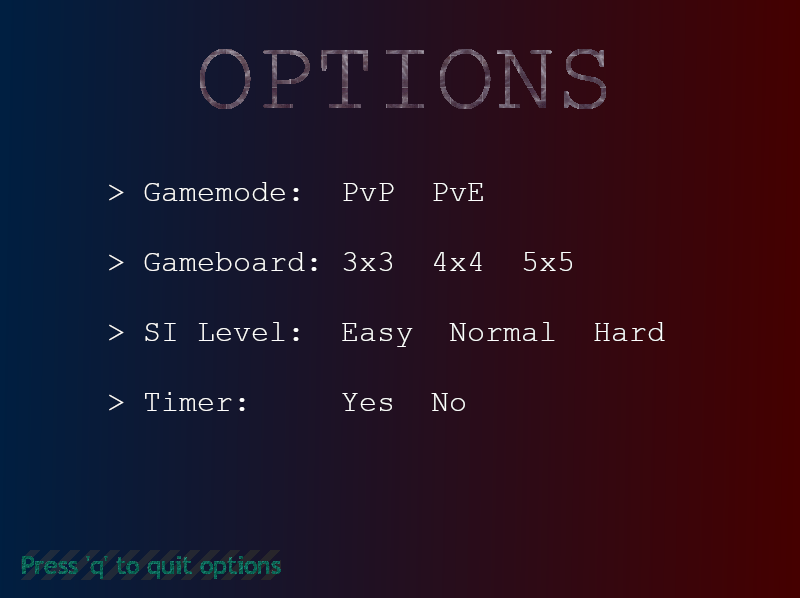 OPTIONS
> Gamemode: PvP PvE
> Gameboard: 3x3 4x4 5x5
> SI Level: Easy Normal Hard
> Timer: Yes No
Press 'q' to quit options